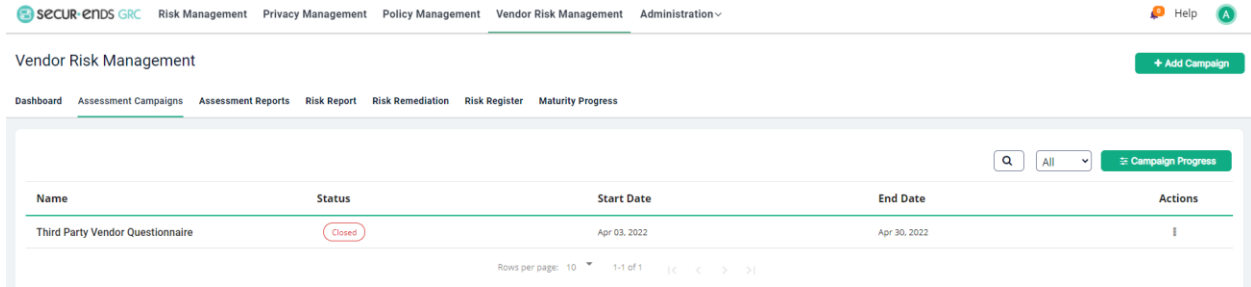 SECUR-ENDS GRC Risk Management Privacy Management Policy Management Vendor Risk Management Administration 0 Help A
Vendor Risk Management + Add Campaign
Dashboard Assessment Campaigns Assessment Reports Risk Report Risk Remediation Risk Register Maturity Progress
All Campaign Progress
Name Status Start Date End Date Actions
Third Party Vendor Questionnaire Closed Apr 03, 2022 Apr 30, 2022
Rows per page: 10 1-1 of 1